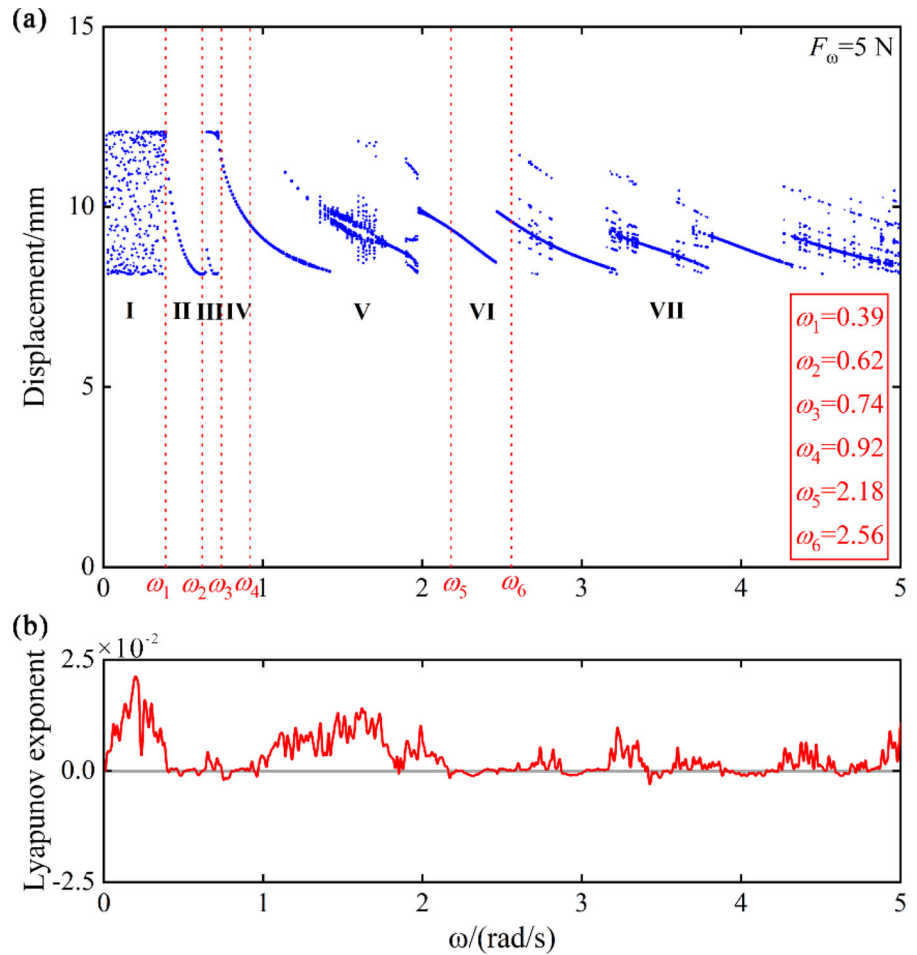 (a)
15
10
5
0
Displacement/mm
F_ω=5 N
I II III IV V VI VII
ω₁=0.39
ω₂=0.62
ω₃=0.74
ω₄=0.92
ω₅=2.18
ω₆=2.56
0 ω₁ ω₂ ω₃ ω₄ 1 2 ω₅ ω₆ 3 4 5
(b)
×10⁻²
2.5
0.0
-2.5
Lyapunov exponent
0 1 2 3 4 5
ω/(rad/s)